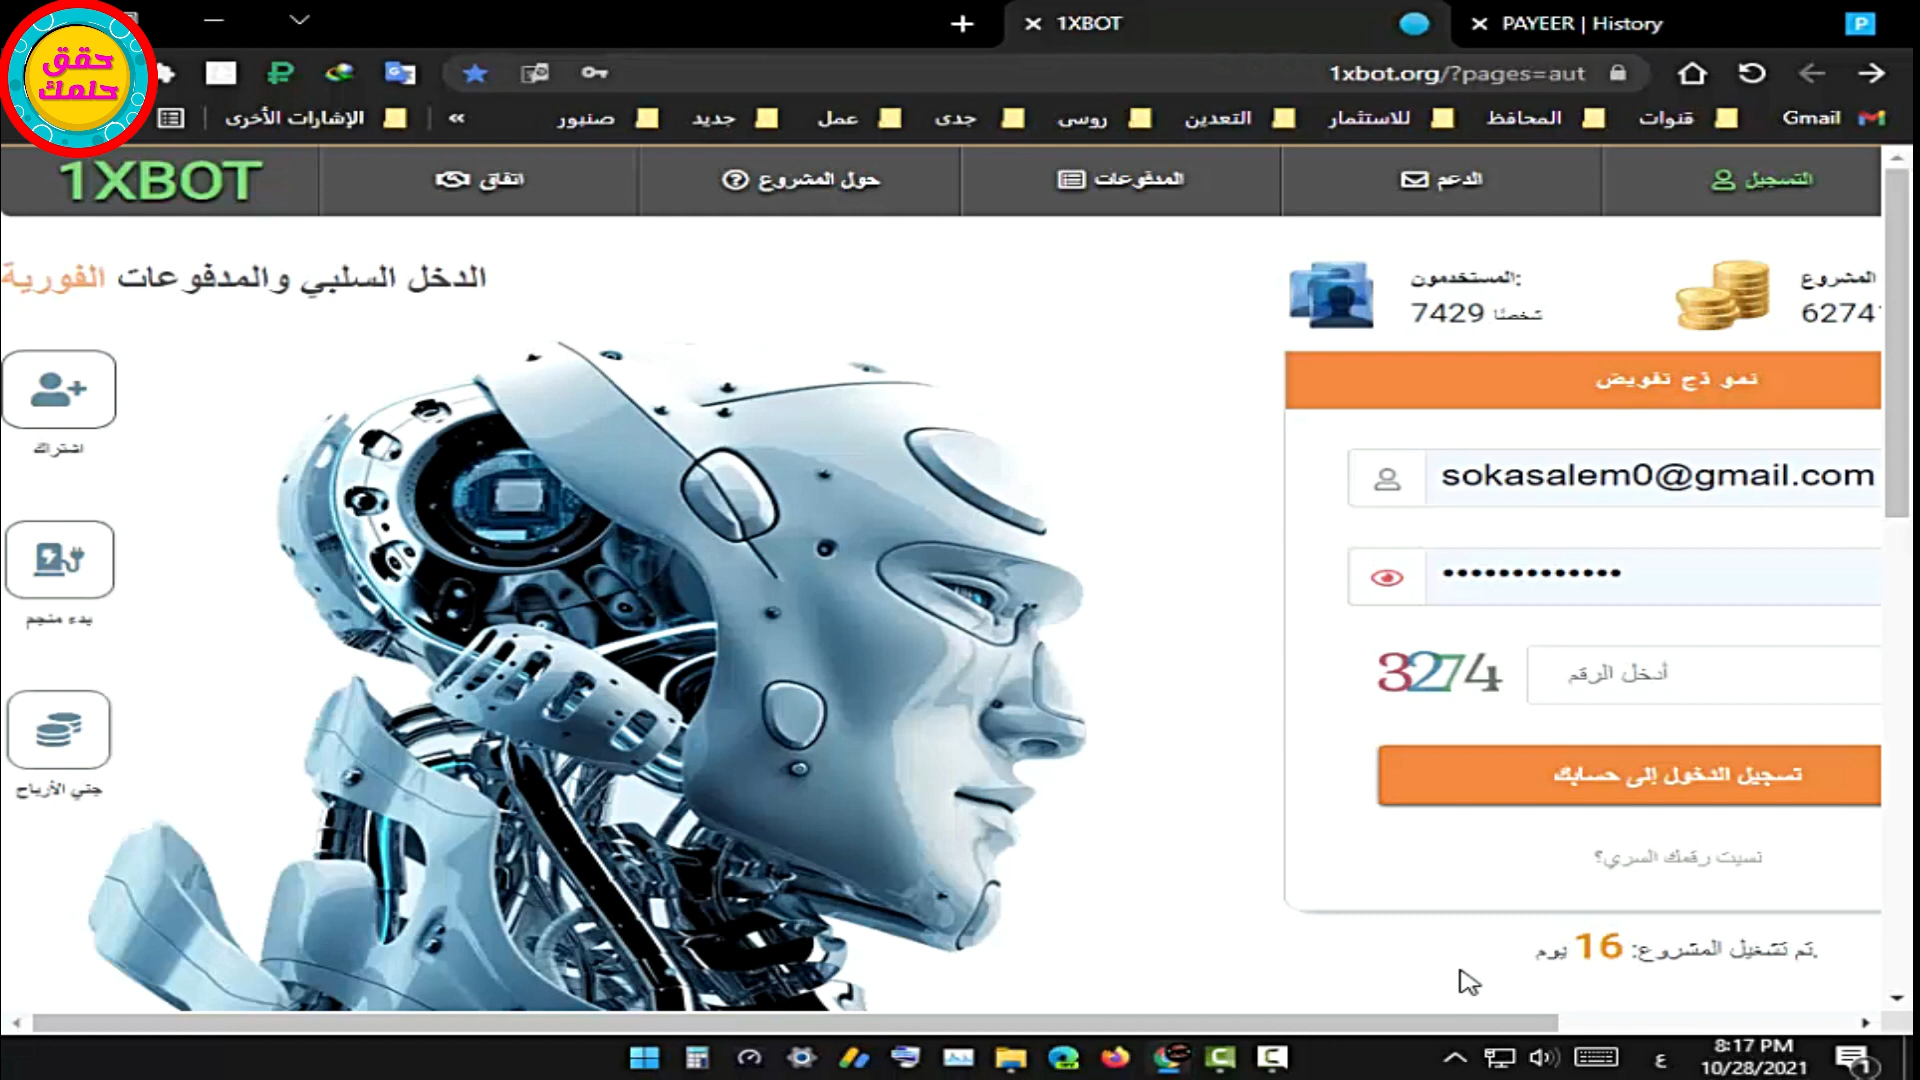 حقق
حلمك
1XBOT
PAYEER | History
P
1xbot.org/?pages=aut
الإشارات الأخرى
»
صنبور
جديد
عمل
جدى
روسى
التعدين
للاستثمار
المحافظ
قنوات
Gmail
1XBOT
اتفاق
حول المشروع
المدفوعات
الدعم
التسجيل
الدخل السلبي والمدفوعات الفورية
المستخدمون:
7429 شخصًا
المشروع
6274
نموذج تفويض
اشتراك
sokasalem0@gmail.com
بدء منجم
3274
أدخل الرقم
جني الأرباح
تسجيل الدخول إلى حسابك
نسيت رقمك السري؟
تم تشغيل المشروع: 16 يوم.
ع
8:17 PM
10/28/2021
1